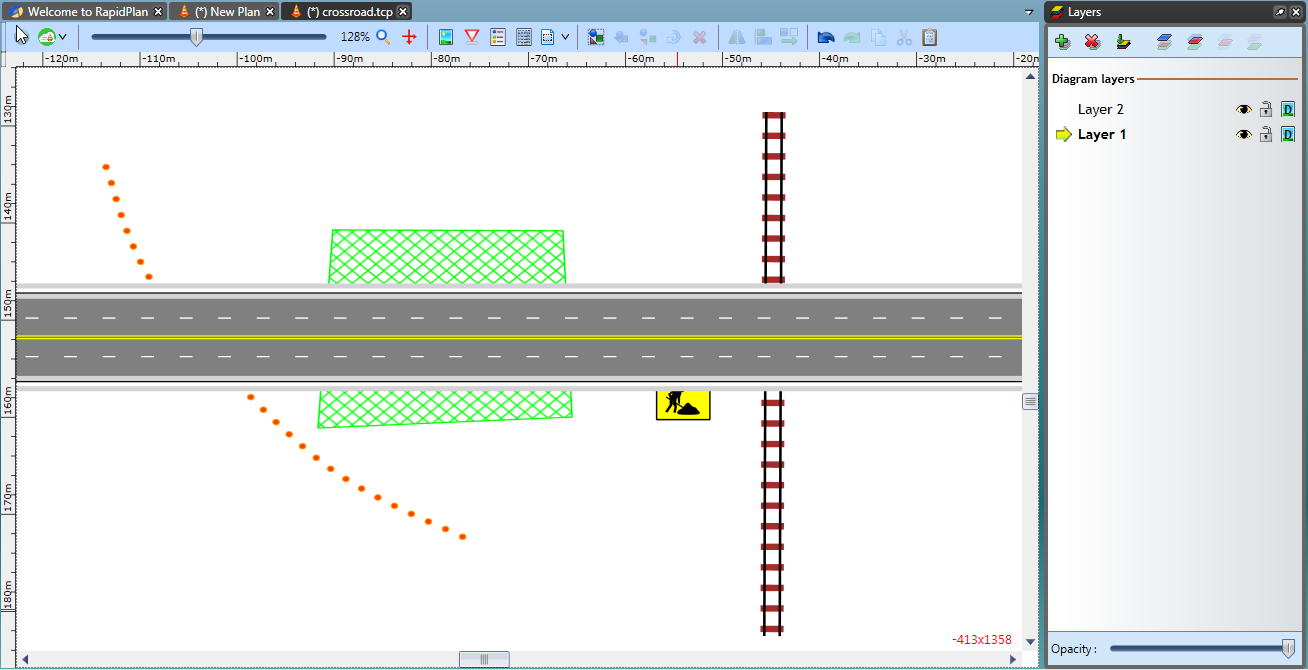 Welcome to RapidPlan
(*) New Plan
(*) crossroad.tcp
Layers
128%
-120m
-110m
-100m
-90m
-80m
-70m
-60m
-50m
-40m
-30m
-20m
Diagram layers
Layer 2
D
Layer 1
D
130m
140m
150m
160m
170m
180m
-413x1358
Opacity :